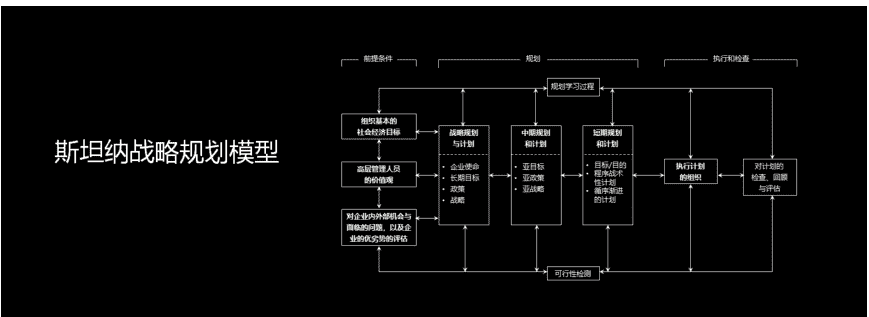 斯坦纳战略规划模型
前提条件
规划
执行和检查
规划学习过程
组织基本的
社会经济目标
高层管理人员
的价值观
对企业内外部机会与
面临的问题，以及企
业的优劣势的评估
战略规划
与计划
• 企业使命
• 长期目标
• 政策
• 战略
中期规划
和计划
• 亚目标
• 亚政策
• 亚战略
短期规划
和计划
• 目标/目的
• 程序战术
性计划
• 循序渐进
的计划
执行计划
的组织
对计划的
检查、回顾
与评估
可行性检测